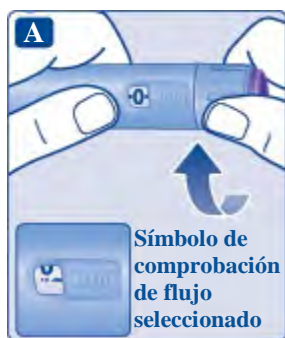 A
0
Símbolo de
comprobación
de flujo
seleccionado